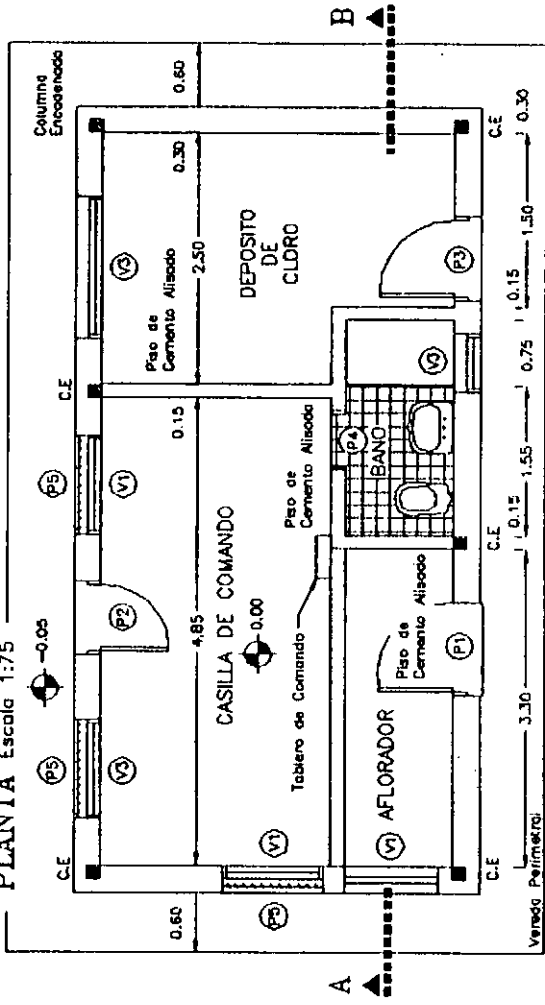 PLANTA Escala 1:75
Columna
Encadenado
B
P5
-0.05
P5
C.E
C.E
V3
P2
V1
V3
0.60
4.85
0.15
2.50
0.30
0.60
Piso de
Cemento Alisado
CASILLA DE COMANDO
0.00
DEPOSITO
DE
CLORO
Tablero de Comando
Piso de
Cemento Alisado
V1
P5
P4
BANO
AFLORADOR
V1
Piso de
Cemento Alisado
P1
V3
P3
A
C.E
C.E
C.E
3.30
0.15
1.55
0.75
0.15
1.50
0.30
Vereda Perimetral